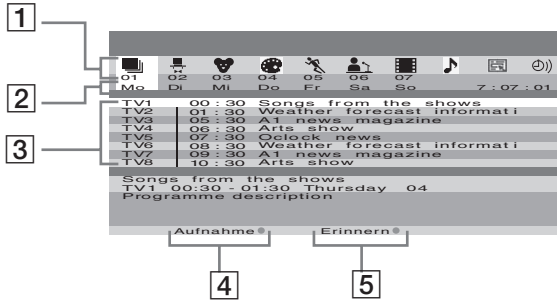 1
01 02 03 04 05 06 07
2
Mo Di Mi Do Fr Sa So 7 : 07 : 01
TV1 00 : 30 Songs from the shows
TV2 01 : 30 Weather forecast informati
TV3 05 : 30 A1 news magazine
3
TV4 06 : 30 Arts show
TV5 07 : 30 Oclock news
TV6 08 : 30 Weather forecast informati
TV7 09 : 30 A1 news magazine
TV8 10 : 30 Arts show
Songs from the shows
TV1 00:30 - 01:30 Thursday 04
Programme description
Aufnahme Erinnern
4 5